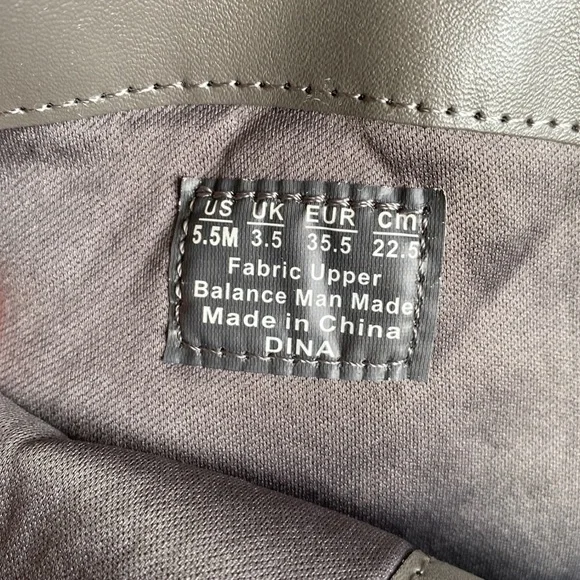 US UK EUR cm
5.5M 3.5 35.5 22.5
Fabric Upper
Balance Man Made
Made in China
DINA